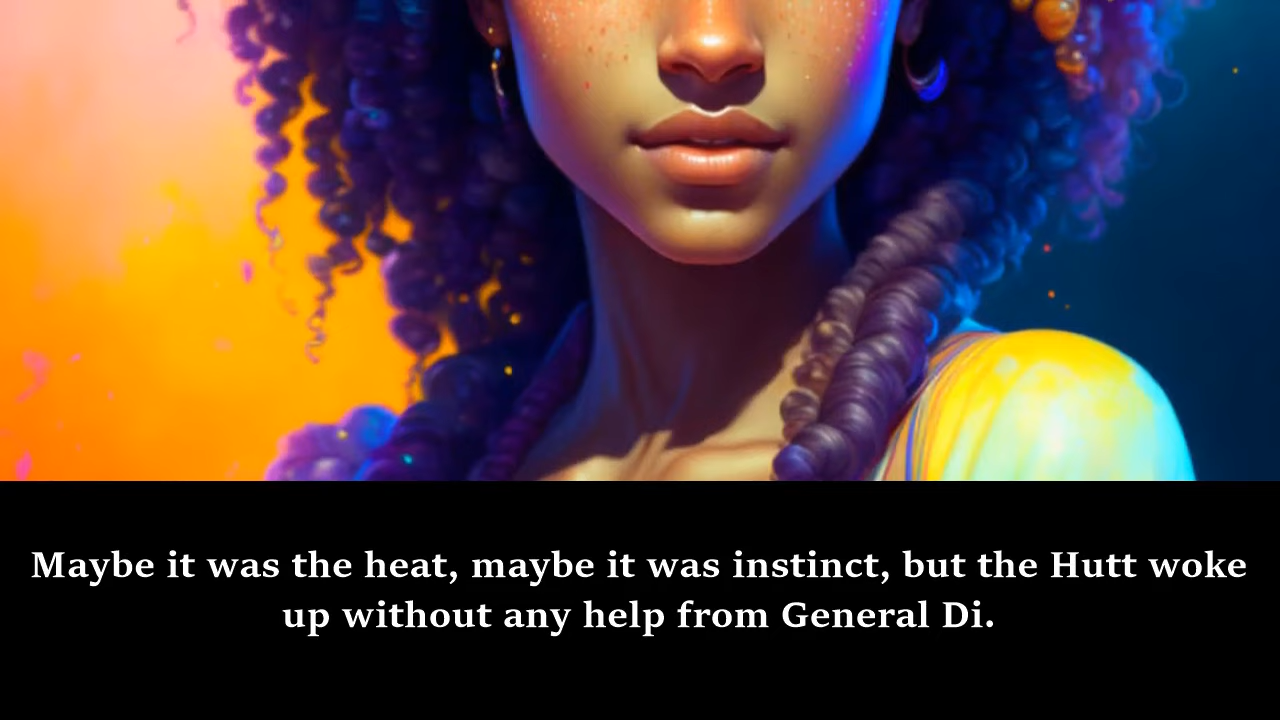 Maybe it was the heat, maybe it was instinct, but the Hutt woke
up without any help from General Di.